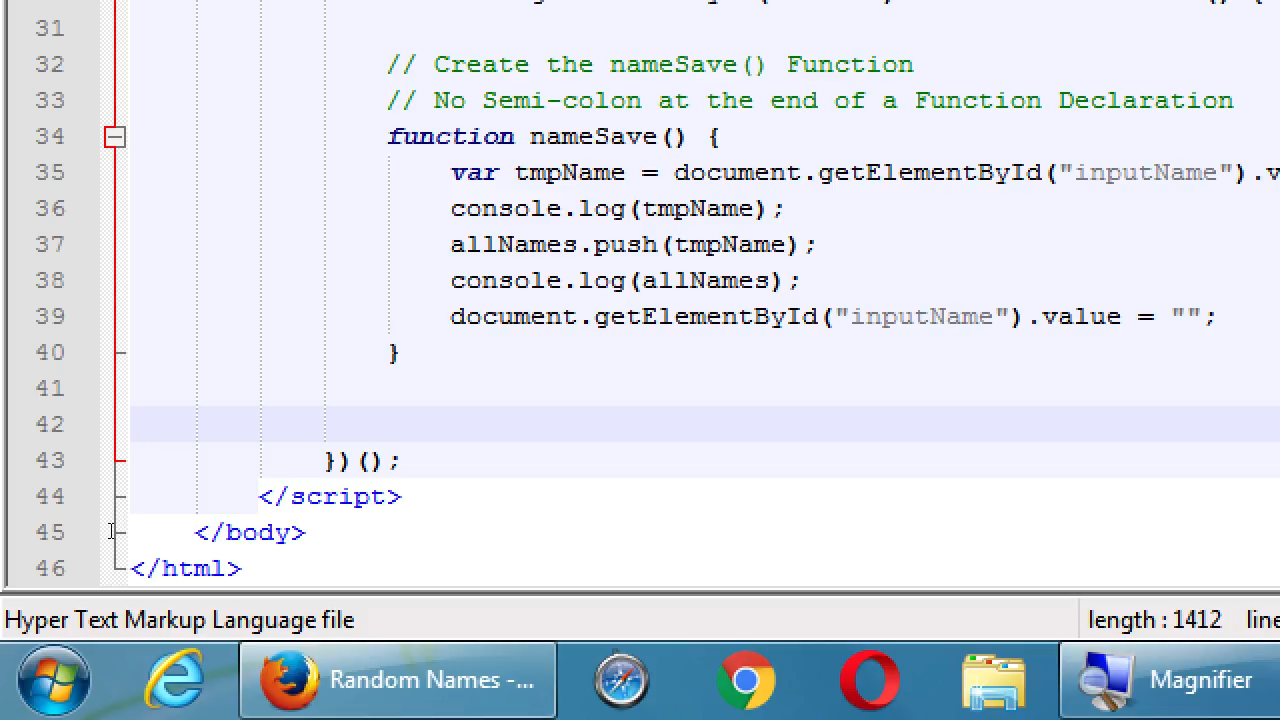 31
32 // Create the nameSave() Function
33 // No Semi-colon at the end of a Function Declaration
34 function nameSave() {
35 var tmpName = document.getElementById("inputName").v
36 console.log(tmpName);
37 allNames.push(tmpName);
38 console.log(allNames);
39 document.getElementById("inputName").value = "";
40 }
41
42
43 })();
44 </script>
45 </body>
46 </html>
Hyper Text Markup Language file length : 1412 line
Random Names -... Magnifier